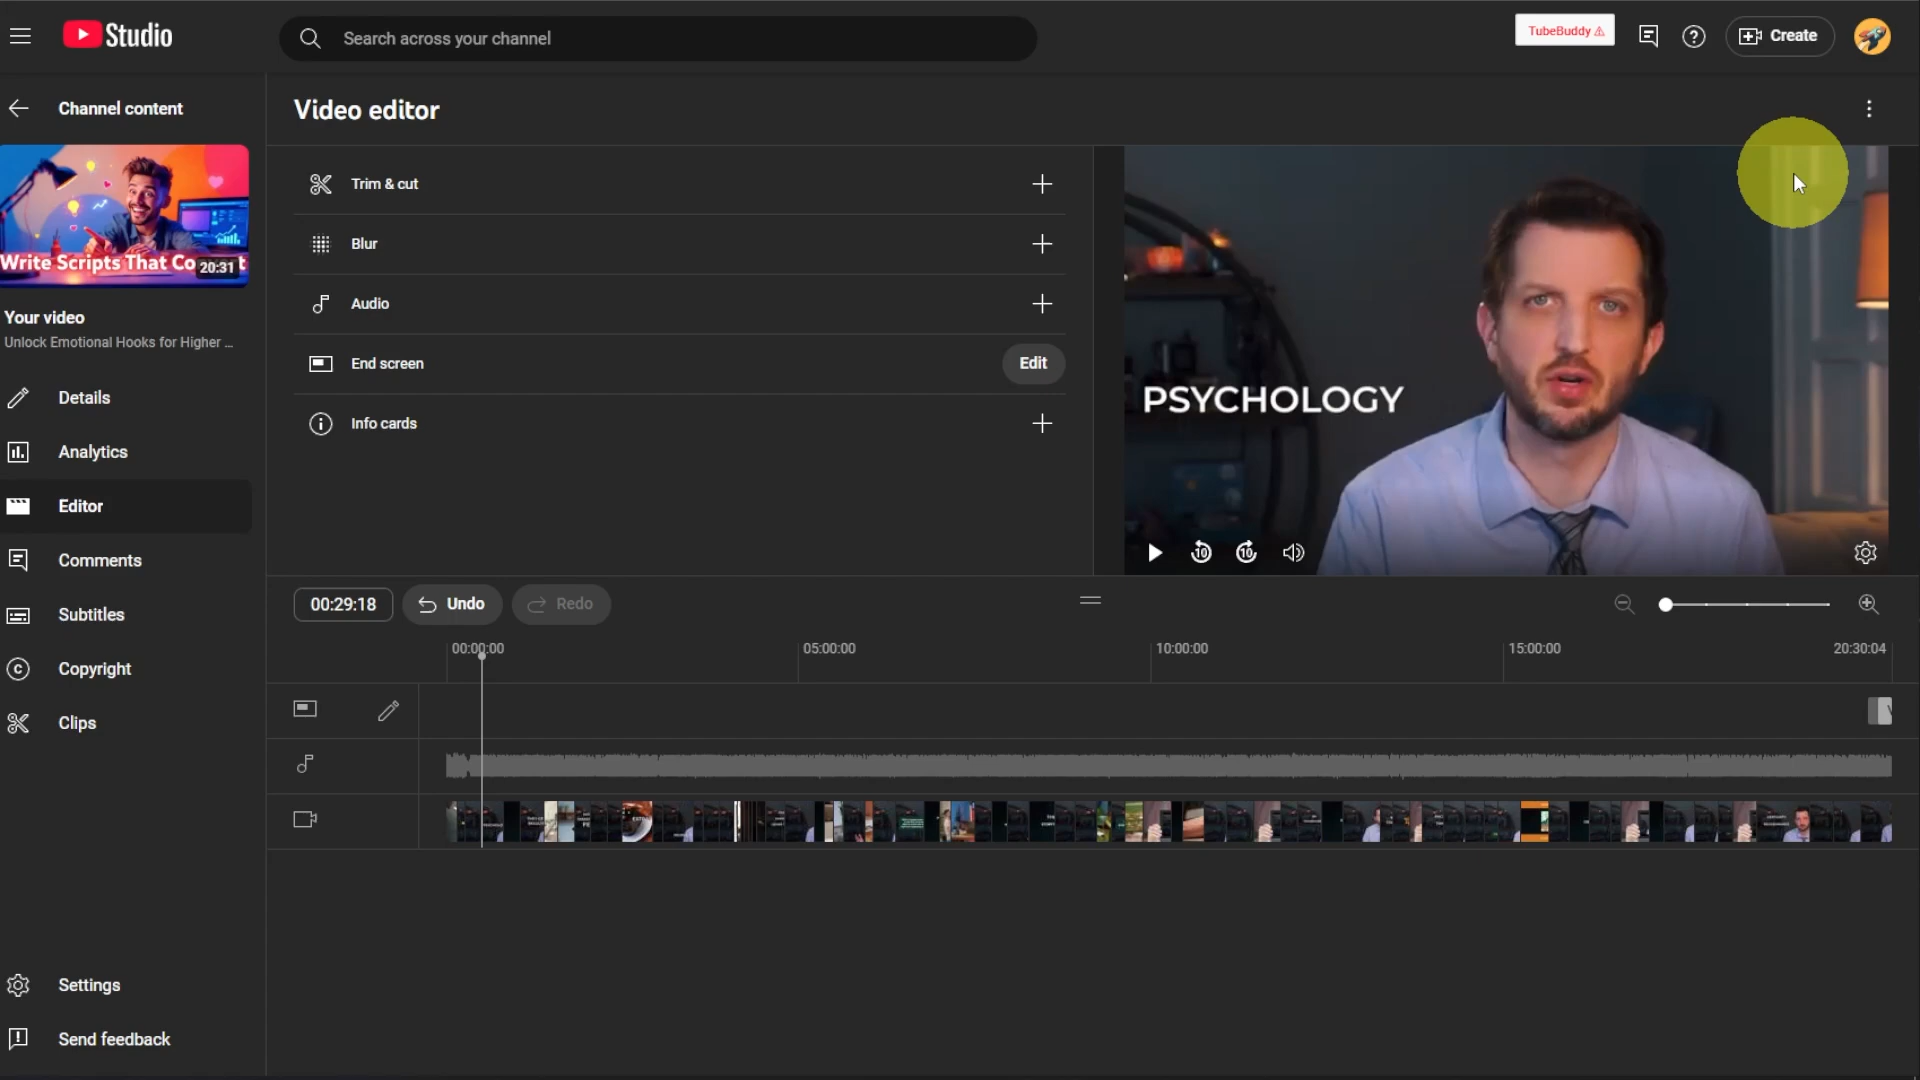 Studio
Search across your channel
TubeBuddy
Create
Channel content
Video editor
Write Scripts That Co t
20:31
Your video
Unlock Emotional Hooks for Higher ...
Trim & cut
Blur
Audio
End screen
Edit
Info cards
PSYCHOLOGY
10
10
Details
Analytics
Editor
Comments
Subtitles
Copyright
Clips
00:29:18
Undo
Redo
00:00:00
05:00:00
10:00:00
15:00:00
20:30:04
Settings
Send feedback